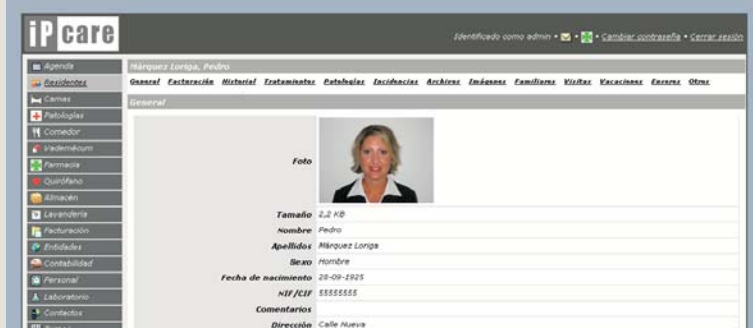 iPcare
Identificado como admin • • • Cambiar contraseña • Cerrar sesión
Agenda
Residentes
Camas
Patologías
Comedor
Vademécum
Farmacia
Quirófano
Almacén
Lavandería
Facturación
Entidades
Contabilidad
Personal
Laboratorio
Contactos
Márquez Loriga, Pedro
General Facturación Historial Tratamientos Patologías Incidencias Archivos Imágenes Familiares Visitas Vacaciones Enseres Otros
General
Foto
Tamaño 2,2 KB
Nombre Pedro
Apellidos Márquez Loriga
Sexo Hombre
Fecha de nacimiento 28-09-1925
NIF/CIF 55555555
Comentarios
Dirección Calle Nueva